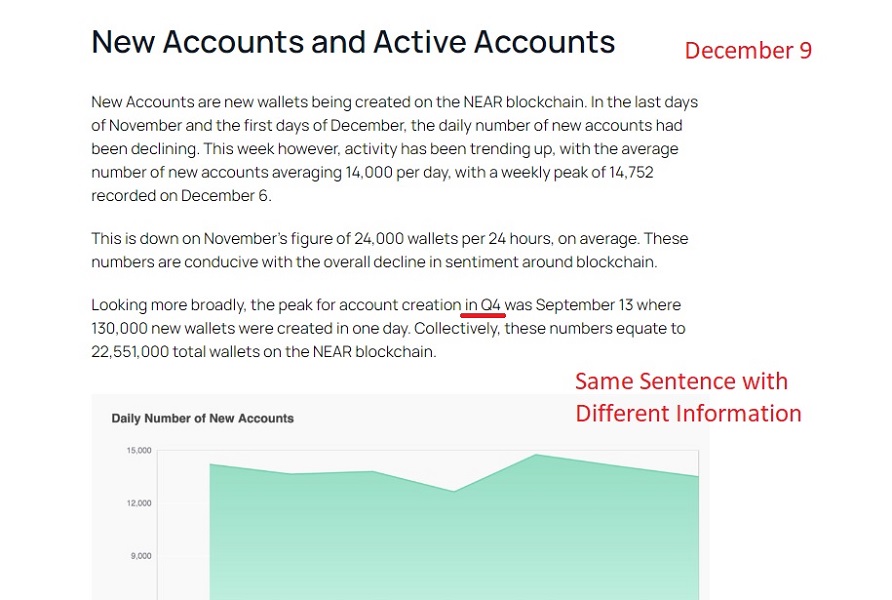 New Accounts and Active Accounts
December 9
New Accounts are new wallets being created on the NEAR blockchain. In the last days
of November and the first days of December, the daily number of new accounts had
been declining. This week however, activity has been trending up, with the average
number of new accounts averaging 14,000 per day, with a weekly peak of 14,752
recorded on December 6.
This is down on November's figure of 24,000 wallets per 24 hours, on average. These
numbers are conducive with the overall decline in sentiment around blockchain.
Looking more broadly, the peak for account creation in Q4 was September 13 where
130,000 new wallets were created in one day. Collectively, these numbers equate to
22,551,000 total wallets on the NEAR blockchain.
Same Sentence with
Different Information
Daily Number of New Accounts
15,000
12,000
9,000